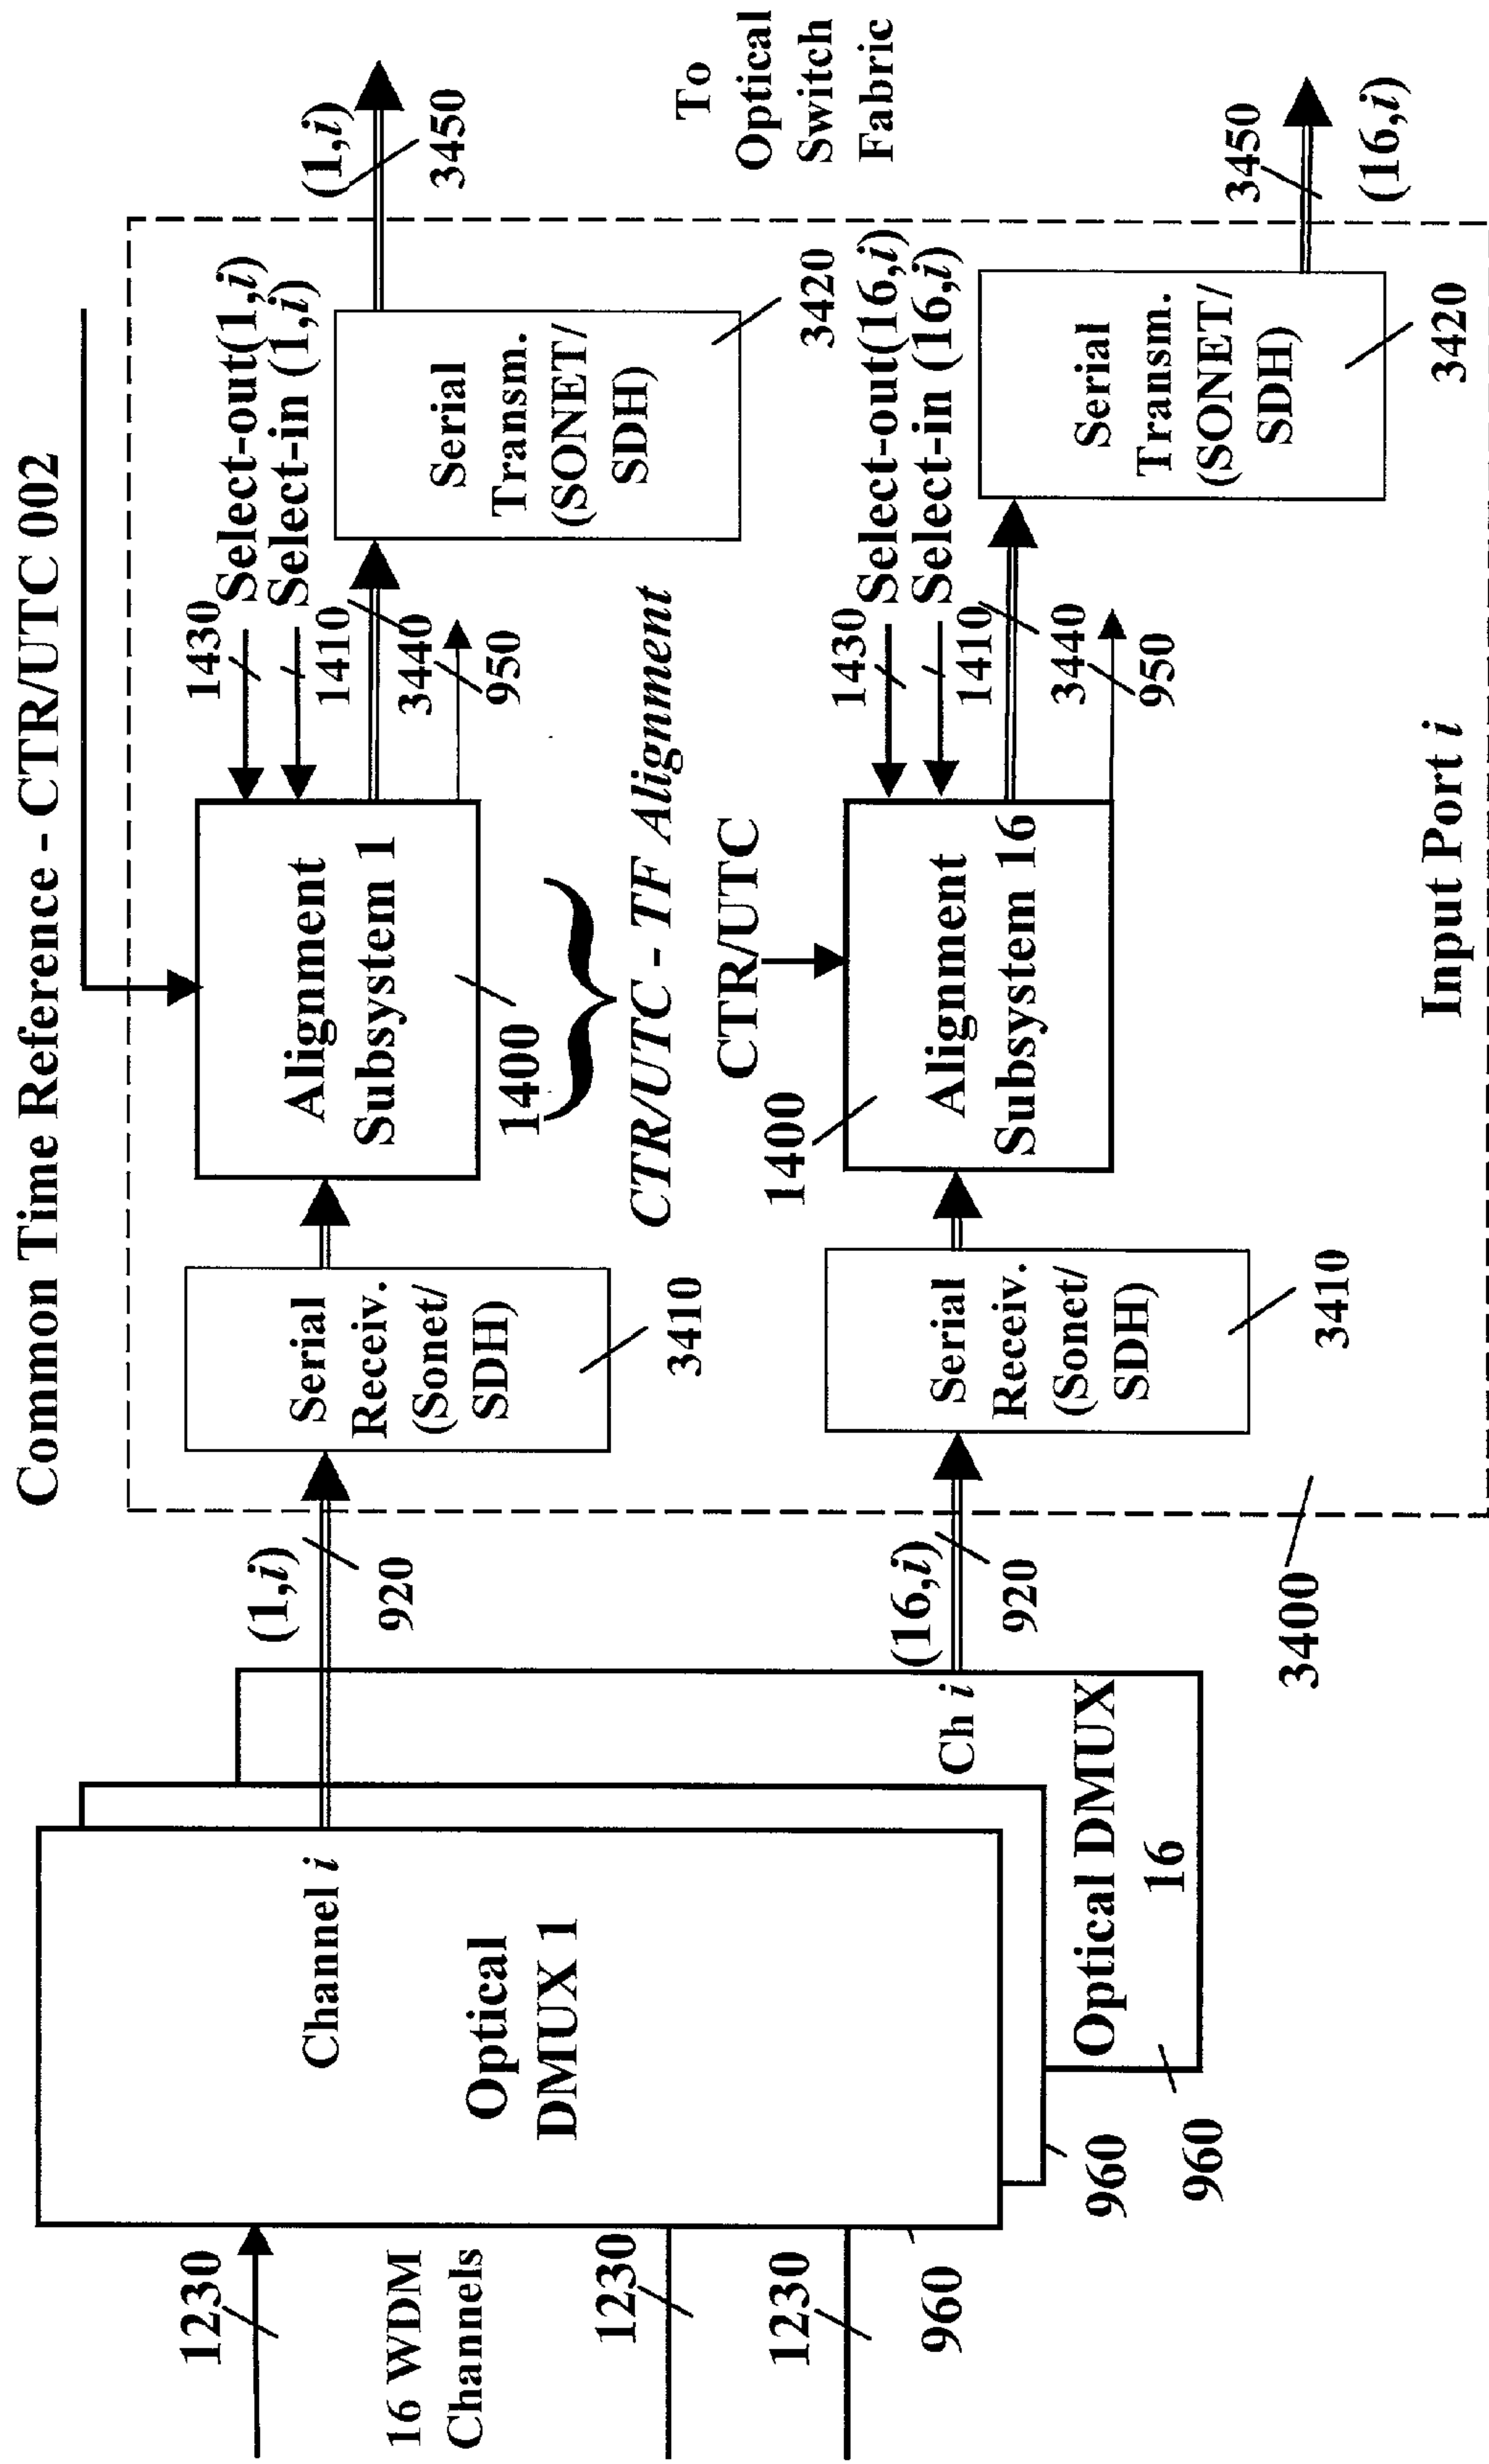 Common Time Reference - CTR/UTC 002
1230
16 WDM
Channels
1230
1230
960
960
960
Channel i
Optical
DMUX 1
Ch i
Optical DMUX
16
(1,i)
920
(16,i)
920
3400
Serial
Receiv.
(Sonet/
SDH)
3410
Serial
Receiv.
(Sonet/
SDH)
3410
Alignment
Subsystem 1
1400
CTR/UTC - TF Alignment
CTR/UTC
1400
Alignment
Subsystem 16
Input Port i
1430
Select-out(1,i)
Select-in (1,i)
1410
3440
950
1430
Select-out(16,i)
Select-in (16,i)
1410
3440
950
Serial
Transm.
(SONET/
SDH)
3420
Serial
Transm.
(SONET/
SDH)
3420
(1,i)
3450
To
Optical
Switch
Fabric
3450
(16,i)